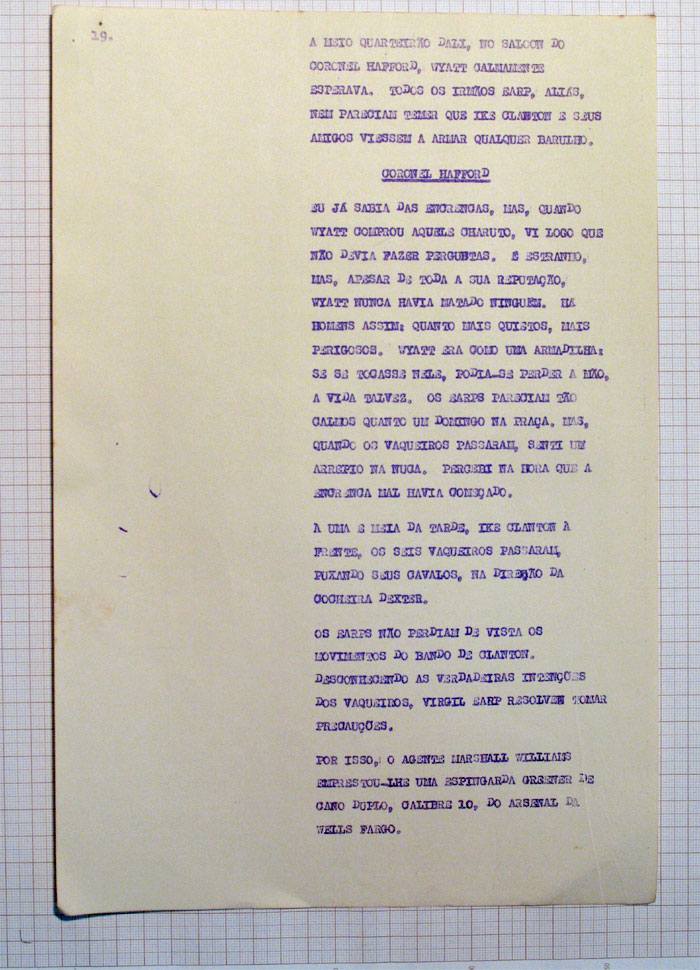 19.
A MEIO QUARTEIRÃO DALI, NO SALOON DO
CORONEL HAFFORD, WYATT CALMAMENTE
ESPERAVA. TODOS OS IRMÃOS EARP, ALIÁS,
NEM PARECIAM TEMER QUE IKE CLANTON E SEUS
AMIGOS VIESSEM A ARMAR QUALQUER BARULHO.
CORONEL HAFFORD
EU JÁ SABIA DAS ENCRENCAS, MAS, QUANDO
WYATT COMPROU AQUELE CHARUTO, VI LOGO QUE
NÃO DEVIA FAZER PERGUNTAS. É ESTRANHO,
MAS, APESAR DE TODA A SUA REPUTAÇÃO,
WYATT NUNCA HAVIA MATADO NINGUÉM. HÁ
HOMENS ASSIM: QUANTO MAIS QUIETOS, MAIS
PERIGOSOS. WYATT ERA COMO UMA ARMADILHA:
SE SE TOCASSE NELE, PODIA-SE PERDER A MÃO,
A VIDA TALVEZ. OS EARPS PARECIAM TÃO
CALMOS QUANTO UM DOMINGO NA PRAÇA. MAS,
QUANDO OS VAQUEIROS PASSARAM, SENTI UM
ARREPIO NA NUCA. PERCEBI NA HORA QUE A
ENCRENCA MAL HAVIA COMEÇADO.
À UMA E MEIA DA TARDE, IKE CLANTON À
FRENTE, OS SEIS VAQUEIROS PASSARAM,
PUXANDO SEUS CAVALOS, NA DIREÇÃO DA
COCHEIRA DEXTER.
OS EARPS NÃO PERDIAM DE VISTA OS
MOVIMENTOS DO BANDO DE CLANTON.
DESCONHECENDO AS VERDADEIRAS INTENÇÕES
DOS VAQUEIROS, VIRGIL EARP RESOLVEU TOMAR
PRECAUÇÕES.
POR ISSO, O AGENTE MARSHALL WILLIAMS
EMPRESTOU-LHE UMA ESPINGARDA GREENER DE
CANO DUPLO, CALIBRE 10, DO ARSENAL DA
WELLS FARGO.